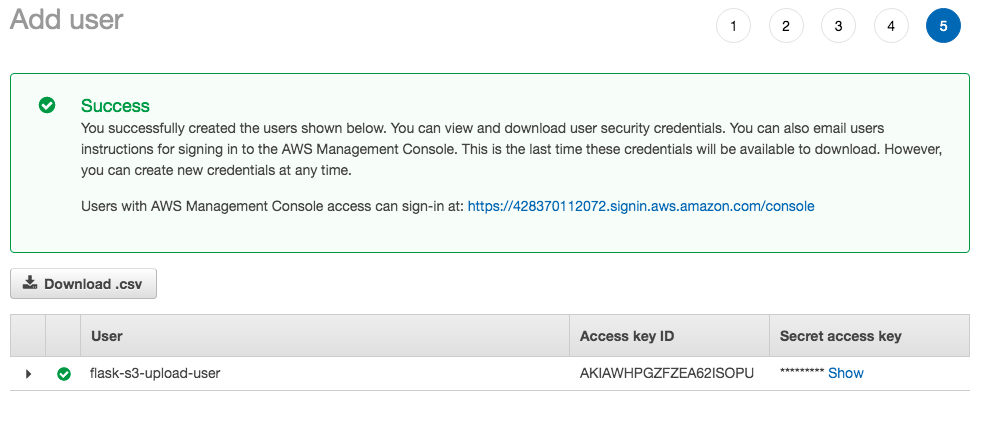 Add user
1 2 3 4 5
Success
You successfully created the users shown below. You can view and download user security credentials. You can also email users
instructions for signing in to the AWS Management Console. This is the last time these credentials will be available to download. However,
you can create new credentials at any time.
Users with AWS Management Console access can sign-in at: https://428370112072.signin.aws.amazon.com/console
Download .csv
User Access key ID Secret access key
flask-s3-upload-user AKIAWHPGZFZEA62ISOPU ********* Show